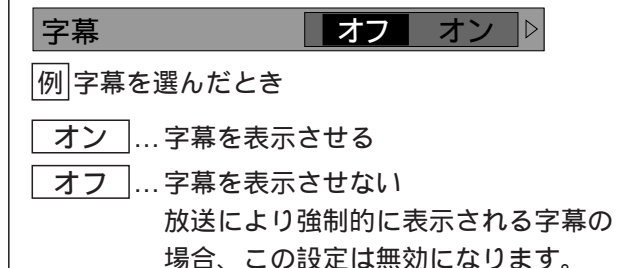 字幕 オフ オン ▷
例 字幕を選んだとき
オン … 字幕を表示させる
オフ … 字幕を表示させない
放送により強制的に表示される字幕の
場合、この設定は無効になります。